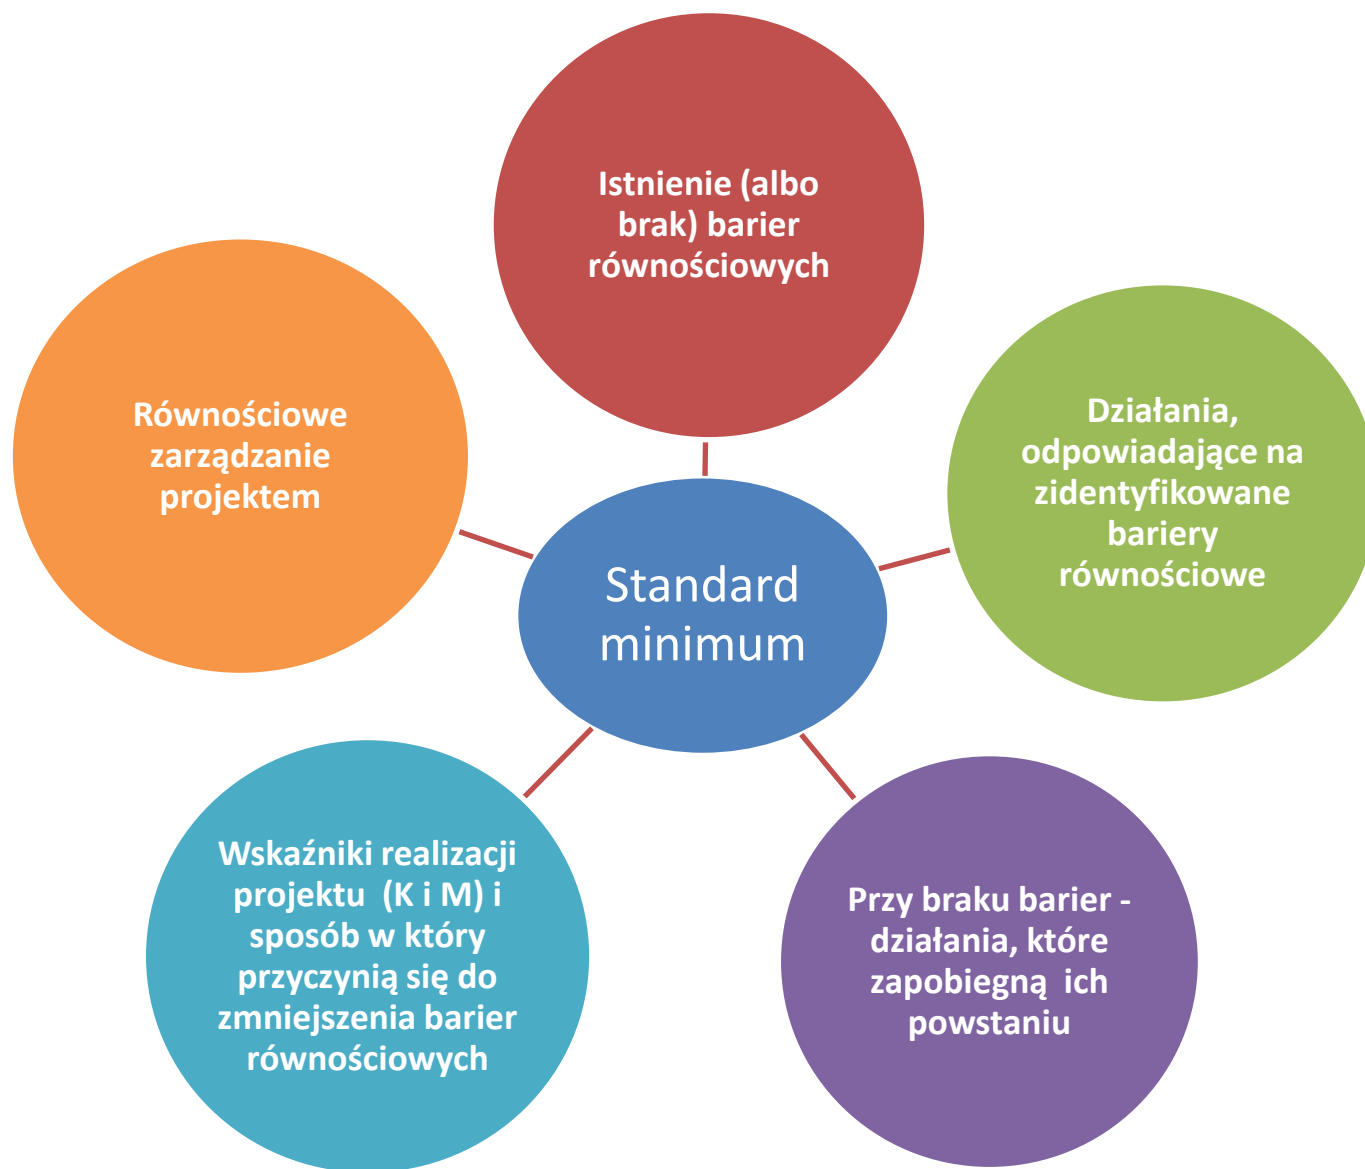 Istnienie (albo
brak) barier
równościowych
Działania,
odpowiadające na
zidentyfikowane
bariery
równościowe
Przy braku barier -
działania, które
zapobiegną  ich
powstaniu
Wskaźniki realizacji
projektu  (K i M) i
sposób w który
przyczynią się do
zmniejszenia barier
równościowych
Równościowe
zarządzanie
projektem
Standard
minimum